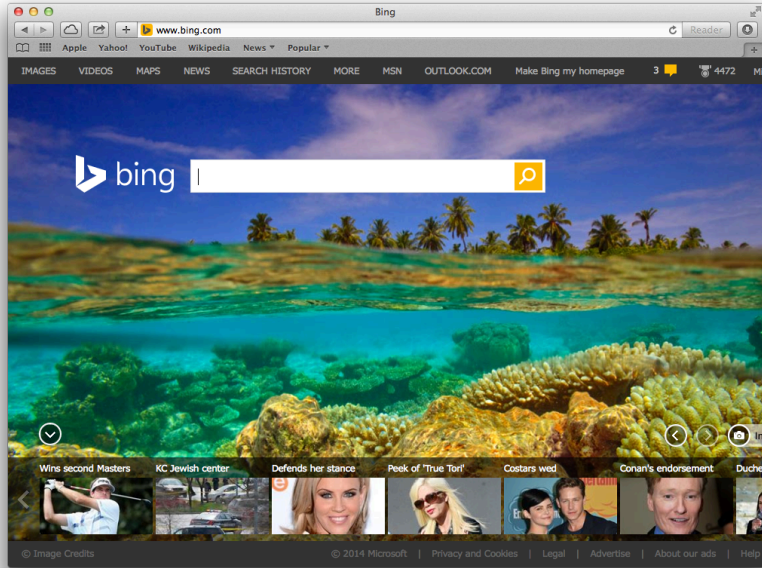 Bing
www.bing.com
Reader
Apple Yahoo! YouTube Wikipedia News Popular
IMAGES VIDEOS MAPS NEWS SEARCH HISTORY MORE MSN OUTLOOK.COM Make Bing my homepage 3 4472
bing
Wins second Masters KC Jewish center Defends her stance Peek of 'True Tori' Costars wed Conan's endorsement Duche
© Image Credits © 2014 Microsoft | Privacy and Cookies | Legal | Advertise | About our ads | Help